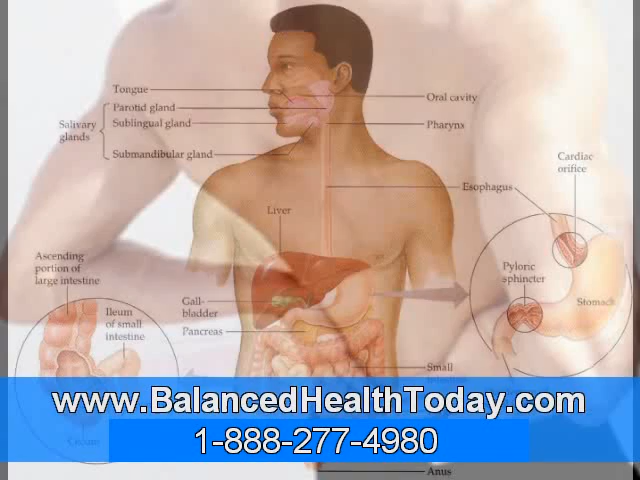 Tongue
Oral cavity
Parotid gland
Salivary
glands
Sublingual gland
Pharynx
Submandibular gland
Cardiac
orifice
Esophagus
Liver
Ascending
portion of
large intestine
Pyloric
sphincter
Gall-
bladder
Stomach
Ileum
of small
intestine
Pancreas
Small
www.BalancedHealthToday.com
1-888-277-4980
Cecum
Anus